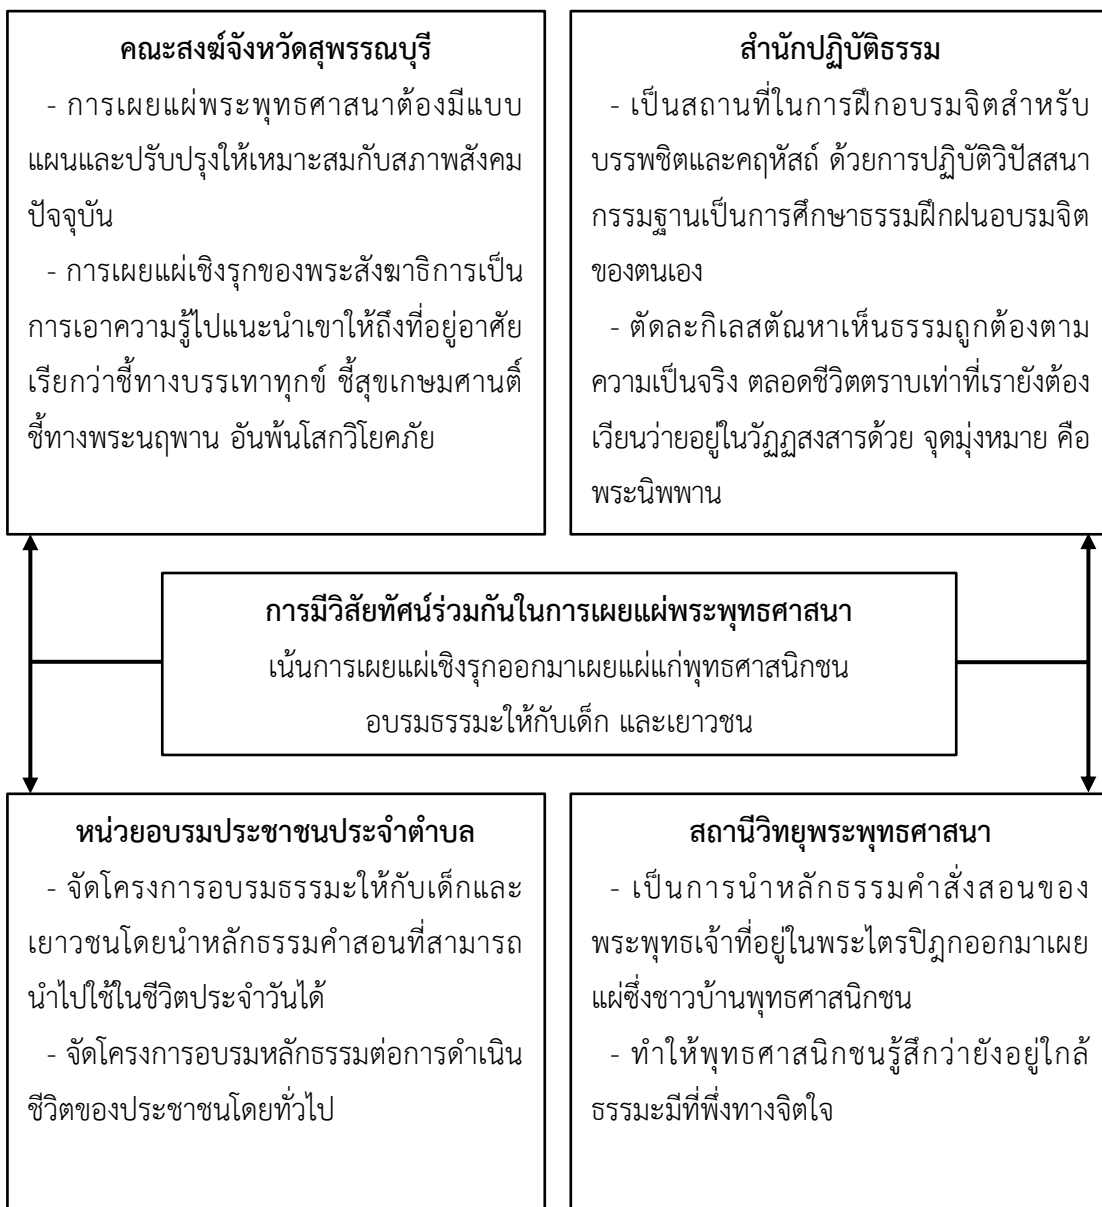 คณะสงฆ์จังหวัดสุพรรณบุรี
- การเผยแผ่พระพุทธศาสนาต้องมีแบบ
แผนและปรับปรุงให้เหมาะสมกับสภาพสังคม
ปัจจุบัน
- การเผยแผ่เชิงรุกของพระสังฆาธิการเป็น
การเอาความรู้ไปแนะนำเขาให้ถึงที่อยู่อาศัย
เรียกว่าชี้ทางบรรเทาทุกข์ ชี้สุขเกษมศานติ์
ชี้ทางพระนฤพาน อันพ้นโสกวิโยคภัย
สำนักปฏิบัติธรรม
- เป็นสถานที่ในการฝึกอบรมจิตสำหรับ
บรรพชิตและคฤหัสถ์ ด้วยการปฏิบัติวิปัสสนา
กรรมฐานเป็นการศึกษาธรรมฝึกฝนอบรมจิต
ของตนเอง
- ตัดละกิเลสตัณหาเห็นธรรมถูกต้องตาม
ความเป็นจริง ตลอดชีวิตตราบเท่าที่เรายังต้อง
เวียนว่ายอยู่ในวัฏฏสงสารด้วย จุดมุ่งหมาย คือ
พระนิพพาน
การมีวิสัยทัศน์ร่วมกันในการเผยแผ่พระพุทธศาสนา
เน้นการเผยแผ่เชิงรุกออกมาเผยแผ่แก่พุทธศาสนิกชน
อบรมธรรมะให้กับเด็ก และเยาวชน
หน่วยอบรมประชาชนประจำตำบล
- จัดโครงการอบรมธรรมะให้กับเด็กและ
เยาวชนโดยนำหลักธรรมคำสอนที่สามารถ
นำไปใช้ในชีวิตประจำวันได้
- จัดโครงการอบรมหลักธรรมต่อการดำเนิน
ชีวิตของประชาชนโดยทั่วไป
สถานีวิทยุพระพุทธศาสนา
- เป็นการนำหลักธรรมคำสั่งสอนของ
พระพุทธเจ้าที่อยู่ในพระไตรปิฎกออกมาเผย
แผ่ซึ่งชาวบ้านพุทธศาสนิกชน
- ทำให้พุทธศาสนิกชนรู้สึกว่ายังอยู่ใกล้
ธรรมะมีที่พึ่งทางจิตใจ